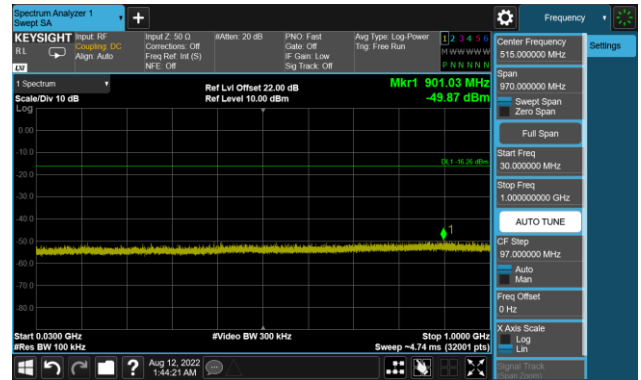 Spectrum Analyzer 1
Swept SA
Frequency
KEYSIGHT
RL
LXI
Input: RF
Coupling: DC
Align: Auto
Input Z: 50 Ω
Corrections: Off
Freq Ref: Int (S)
NFE: Off
#Atten: 20 dB
PNO: Fast
Gate: Off
IF Gain: Low
Sig Track: Off
Avg Type: Log-Power
Trig: Free Run
1 2 3 4 5 6
M W W W W W
P N N N N N
Center Frequency
515.000000 MHz
Settings
1 Spectrum
Scale/Div 10 dB
Log
Ref Lvl Offset 22.00 dB
Ref Level 10.00 dBm
Mkr1 901.03 MHz
-49.87 dBm
0.00
-10.0
-20.0
-30.0
-40.0
-50.0
-60.0
-70.0
-80.0
DL1 -16.26 dBm
1
Span
970.000000 MHz
Swept Span
Zero Span
Full Span
Start Freq
30.000000 MHz
Stop Freq
1.000000000 GHz
AUTO TUNE
CF Step
97.000000 MHz
Auto
Man
Freq Offset
0 Hz
X Axis Scale
Log
Lin
Signal Track
(Span Zoom)
Start 0.0300 GHz
#Res BW 100 kHz
#Video BW 300 kHz
Stop 1.0000 GHz
Sweep ~4.74 ms (32001 pts)
Aug 12, 2022
1:44:21 AM